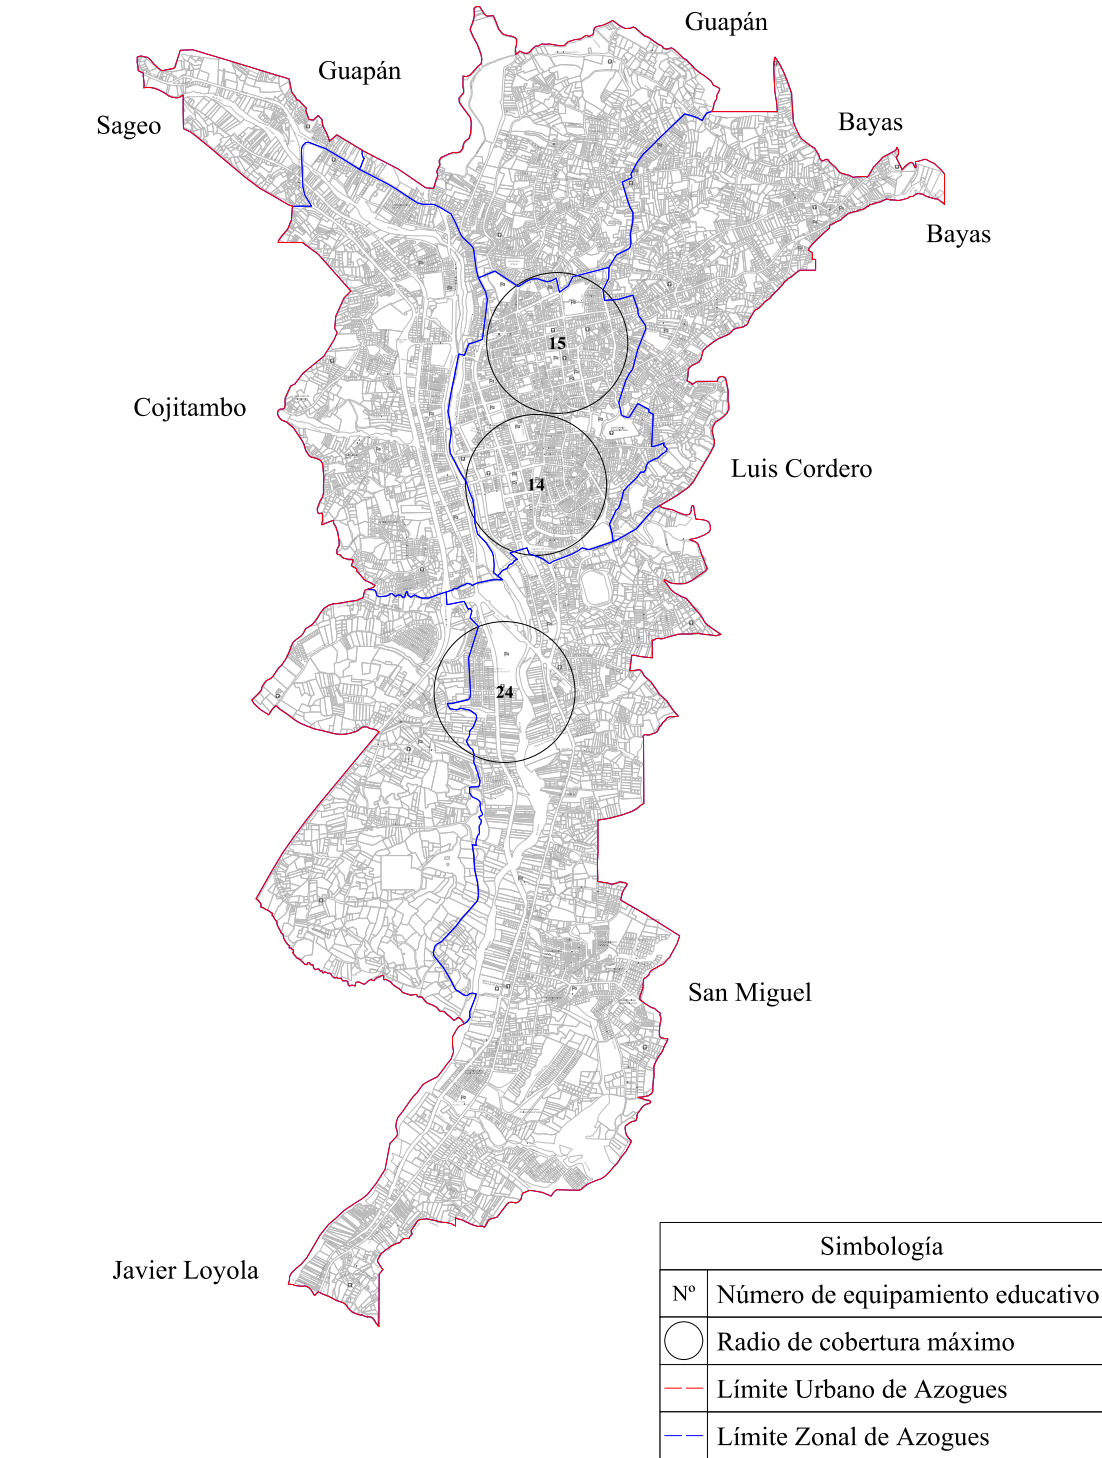 Guapán
Guapán
Sageo
Bayas
Bayas
15
Cojitambo
Luis Cordero
14
24
San Miguel
Javier Loyola
Simbología
Nº Número de equipamiento educativo
Radio de cobertura máximo
Límite Urbano de Azogues
Límite Zonal de Azogues